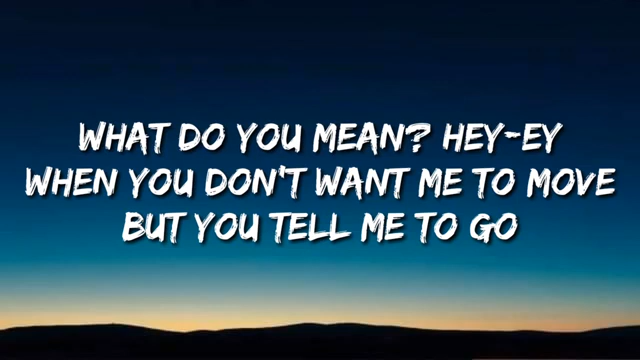 WHAT DO YOU MEAN? HEY-EY
WHEN YOU DON'T WANT ME TO MOVE
BUT YOU TELL ME TO GO